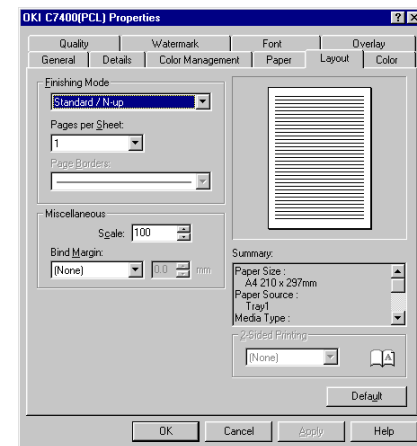 OKI C7400(PCL) Properties
Quality Watermark Font Overlay
General Details Color Management Paper Layout Color
Finishing Mode
Standard / N-up
Pages per Sheet:
1
Page Borders:
Miscellaneous
Scale: 100
Bind Margin:
(None) 0.0 mm
Summary:
Paper Size :
A4 210 x 297mm
Paper Source :
Tray1
Media Type :
2-Sided Printing
(None) A
Default
OK Cancel Apply Help